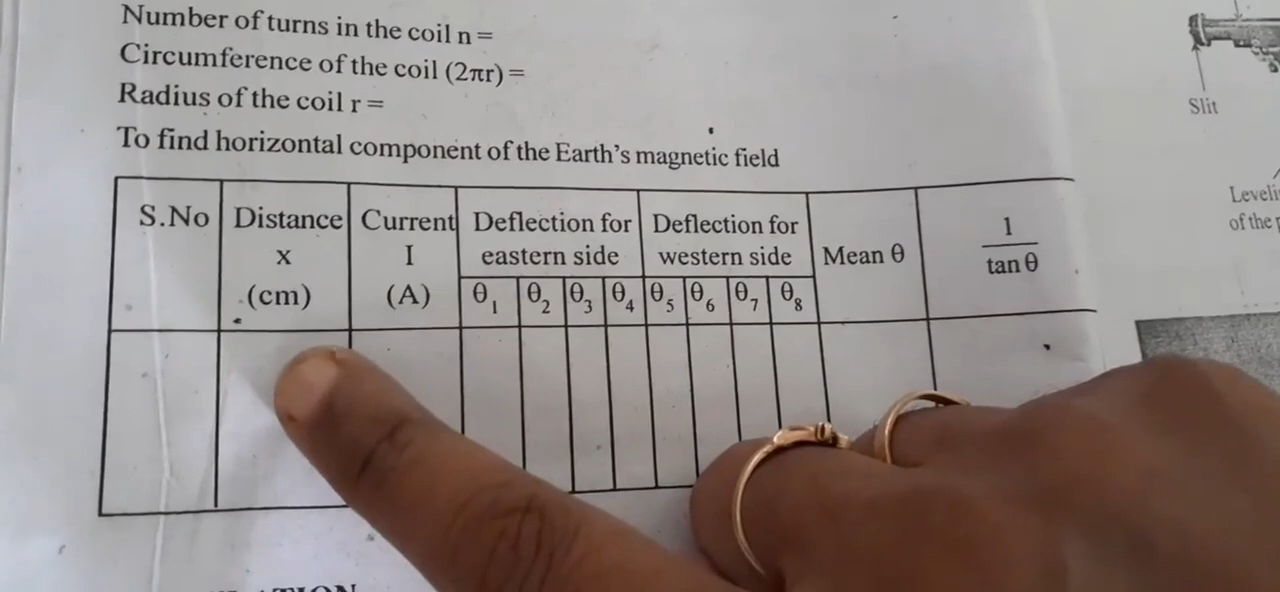 Number of turns in the coil n =
Circumference of the coil (2πr) =
Radius of the coil r =
To find horizontal component of the Earth's magnetic field
S.No
Distance
x
(cm)
Current
I
(A)
Deflection for
eastern side
θ₁ θ₂ θ₃ θ₄
Deflection for
western side
θ₅ θ₆ θ₇ θ₈
Mean θ
1
tan θ
Slit
of the